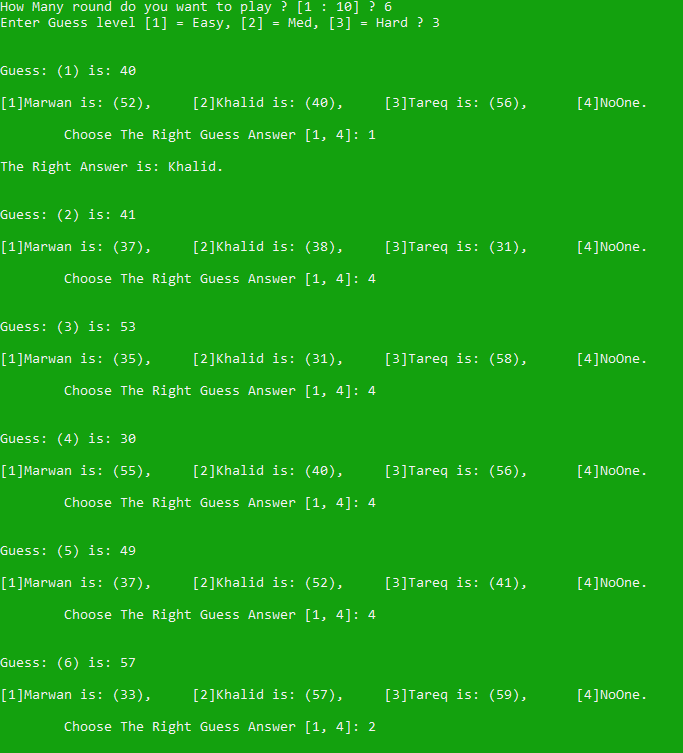 How Many round do you want to play ? [1 : 10] ? 6
Enter Guess level [1] = Easy, [2] = Med, [3] = Hard ? 3
Guess: (1) is: 40
[1]Marwan is: (52),     [2]Khalid is: (40),     [3]Tareq is: (56),      [4]NoOne.
Choose The Right Guess Answer [1, 4]: 1
The Right Answer is: Khalid.
Guess: (2) is: 41
[1]Marwan is: (37),     [2]Khalid is: (38),     [3]Tareq is: (31),      [4]NoOne.
Choose The Right Guess Answer [1, 4]: 4
Guess: (3) is: 53
[1]Marwan is: (35),     [2]Khalid is: (31),     [3]Tareq is: (58),      [4]NoOne.
Choose The Right Guess Answer [1, 4]: 4
Guess: (4) is: 30
[1]Marwan is: (55),     [2]Khalid is: (40),     [3]Tareq is: (56),      [4]NoOne.
Choose The Right Guess Answer [1, 4]: 4
Guess: (5) is: 49
[1]Marwan is: (37),     [2]Khalid is: (52),     [3]Tareq is: (41),      [4]NoOne.
Choose The Right Guess Answer [1, 4]: 4
Guess: (6) is: 57
[1]Marwan is: (33),     [2]Khalid is: (57),     [3]Tareq is: (59),      [4]NoOne.
Choose The Right Guess Answer [1, 4]: 2